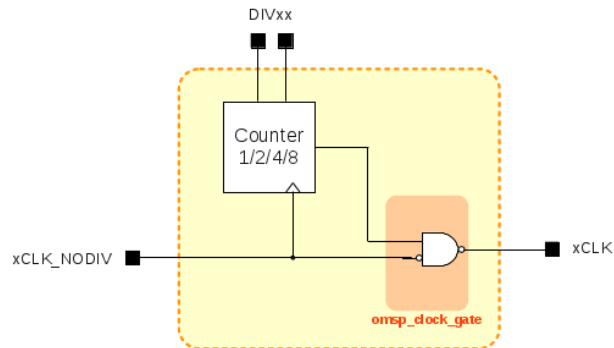 DIVxx
Counter
1/2/4/8
xCLK_NODIV
xCLK
omsp_clock_gate